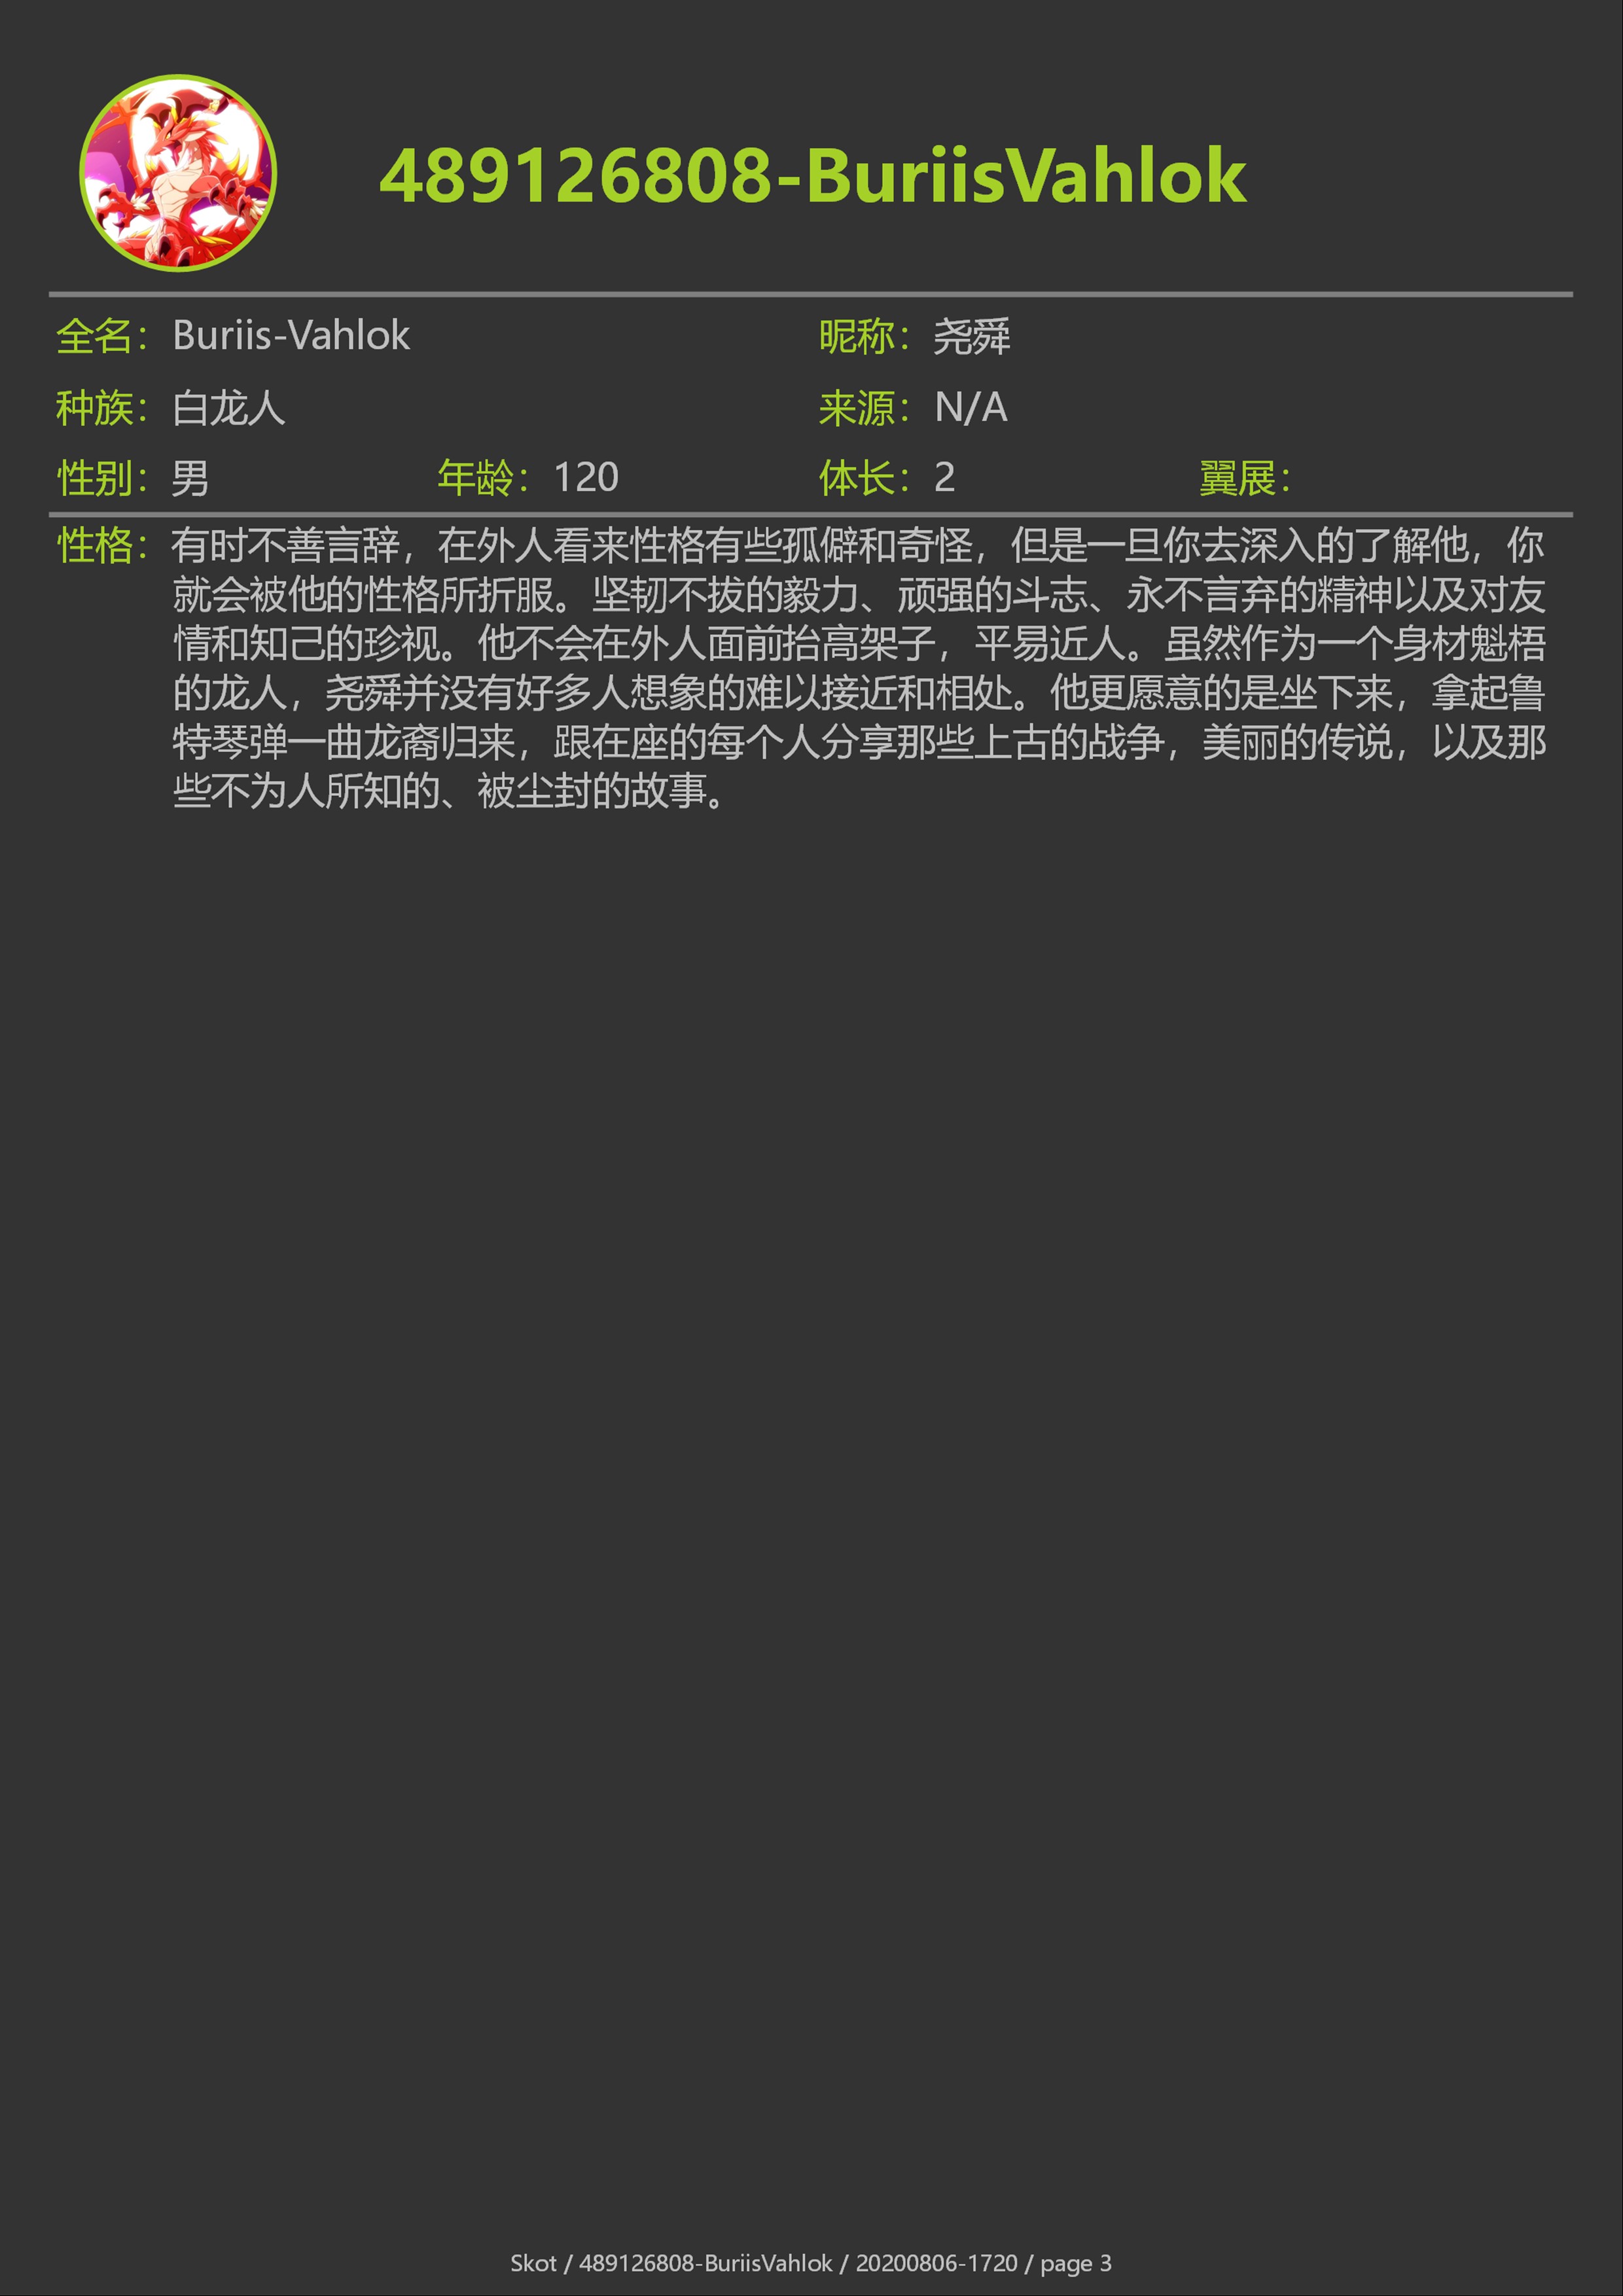 489126808-BuriisVahlok
全名： Buriis-Vahlok 昵称： 尧舜
种族： 白龙人 来源： N/A
性别： 男 年龄： 120 体长： 2 翼展：
性格： 有时不善言辞，在外人看来性格有些孤僻和奇怪，但是一旦你去深入的了解他，你
就会被他的性格所折服。坚韧不拔的毅力、顽强的斗志、永不言弃的精神以及对友
情和知己的珍视。他不会在外人面前抬高架子，平易近人。虽然作为一个身材魁梧
的龙人，尧舜并没有好多人想象的难以接近和相处。他更愿意的是坐下来，拿起鲁
特琴弹一曲龙裔归来，跟在座的每个人分享那些上古的战争，美丽的传说，以及那
些不为人所知的、被尘封的故事。
Skot / 489126808-BuriisVahlok / 20200806-1720 / page 3